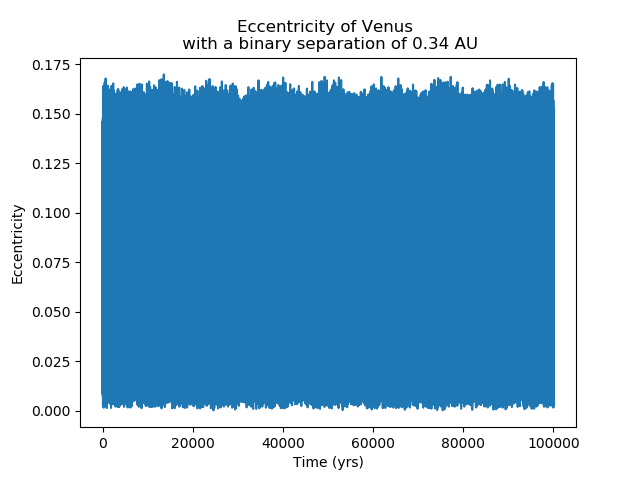 Eccentricity of Venus
with a binary separation of 0.34 AU
0.175
0.150
0.125
0.100
0.075
0.050
0.025
0.000
Eccentricity
0 20000 40000 60000 80000 100000
Time (yrs)